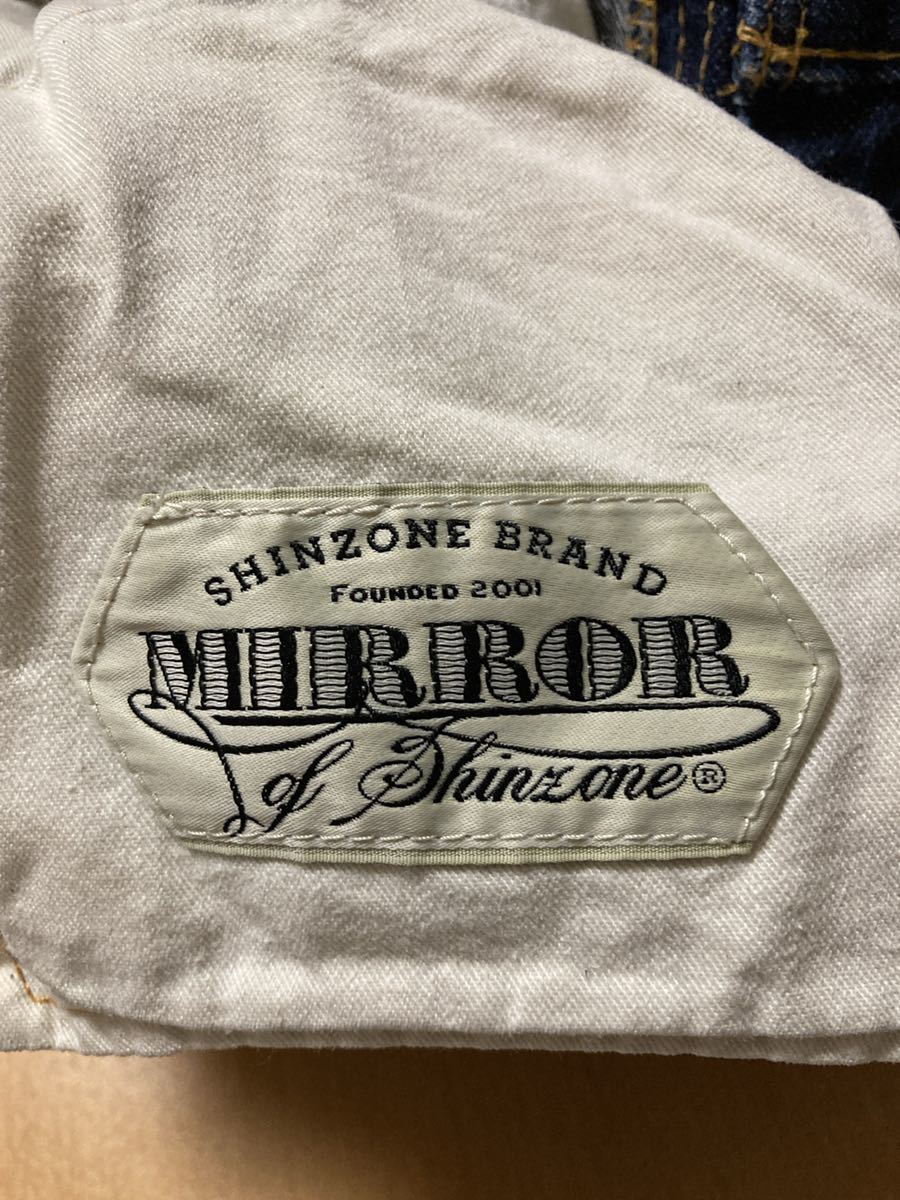 SHINZONE BRAND
FOUNDED 2001
MIRROR
of Shinzone®